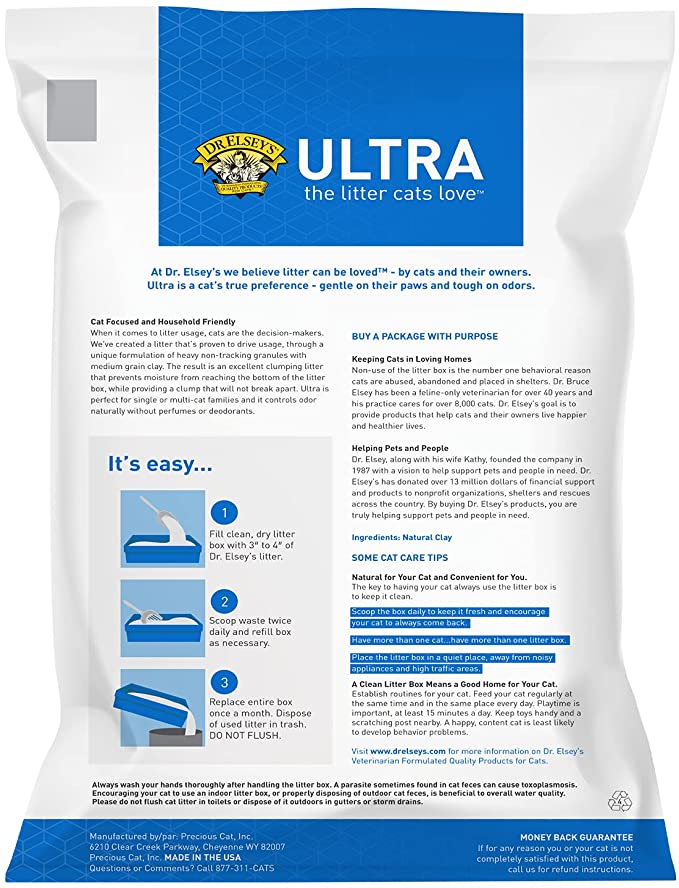 DR.ELSEYS'
QUALITY PRODUCTS
FOR CATS
ULTRA
the litter cats love™
At Dr. Elsey's we believe litter can be loved™ - by cats and their owners.
Ultra is a cat's true preference - gentle on their paws and tough on odors.
Cat Focused and Household Friendly
When it comes to litter usage, cats are the decision-makers.
We've created a litter that's proven to drive usage, through a
unique formulation of heavy non-tracking granules with
medium grain clay. The result is an excellent clumping litter
that prevents moisture from reaching the bottom of the litter
box, while providing a clump that will not break apart. Ultra is
perfect for single or multi-cat families and it controls odor
naturally without perfumes or deodorants.
It's easy...
1
Fill clean, dry litter
box with 3" to 4" of
Dr. Elsey's litter.
2
Scoop waste twice
daily and refill box
as necessary.
3
Replace entire box
once a month. Dispose
of used litter in trash.
DO NOT FLUSH.
BUY A PACKAGE WITH PURPOSE
Keeping Cats in Loving Homes
Non-use of the litter box is the number one behavioral reason
cats are abused, abandoned and placed in shelters. Dr. Bruce
Elsey has been a feline-only veterinarian for over 40 years and
his practice cares for over 8,000 cats. Dr. Elsey's goal is to
provide products that help cats and their owners live happier
and healthier lives.
Helping Pets and People
Dr. Elsey, along with his wife Kathy, founded the company in
1987 with a vision to help support pets and people in need. Dr.
Elsey's has donated over 13 million dollars of financial support
and products to nonprofit organizations, shelters and rescues
across the country. By buying Dr. Elsey's products, you are
truly helping support pets and people in need.
Ingredients: Natural Clay
SOME CAT CARE TIPS
Natural for Your Cat and Convenient for You.
The key to having your cat always use the litter box is
to keep it clean.
Scoop the box daily to keep it fresh and encourage
your cat to always come back.
Have more than one cat...have more than one litter box.
Place the litter box in a quiet place, away from noisy
appliances and high traffic areas.
A Clean Litter Box Means a Good Home for Your Cat.
Establish routines for your cat. Feed your cat regularly at
the same time and in the same place every day. Playtime is
important, at least 15 minutes a day. Keep toys handy and a
scratching post nearby. A happy, content cat is least likely
to develop behavior problems.
Visit www.drelseys.com for more information on Dr. Elsey's
Veterinarian Formulated Quality Products for Cats.
Always wash your hands thoroughly after handling the litter box. A parasite sometimes found in cat feces can cause toxoplasmosis.
Encouraging your cat to use an indoor litter box, or properly disposing of outdoor cat feces, is beneficial to overall water quality.
Please do not flush cat litter in toilets or dispose of it outdoors in gutters or storm drains.
4
Manufactured by/par: Precious Cat, Inc.
6210 Clear Creek Parkway, Cheyenne WY 82007
Precious Cat, Inc. MADE IN THE USA
Questions or Comments? Call 877-311-CATS
MONEY BACK GUARANTEE
If for any reason you or your cat is not
completely satisfied with this product,
call us for refund instructions.